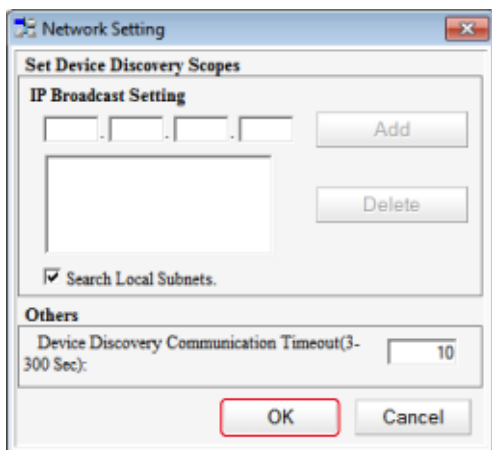 Network Setting
Set Device Discovery Scopes
IP Broadcast Setting
. . .
Add
Delete
Search Local Subnets.
Others
Device Discovery Communication Timeout(3-
300 Sec):
10
OK
Cancel